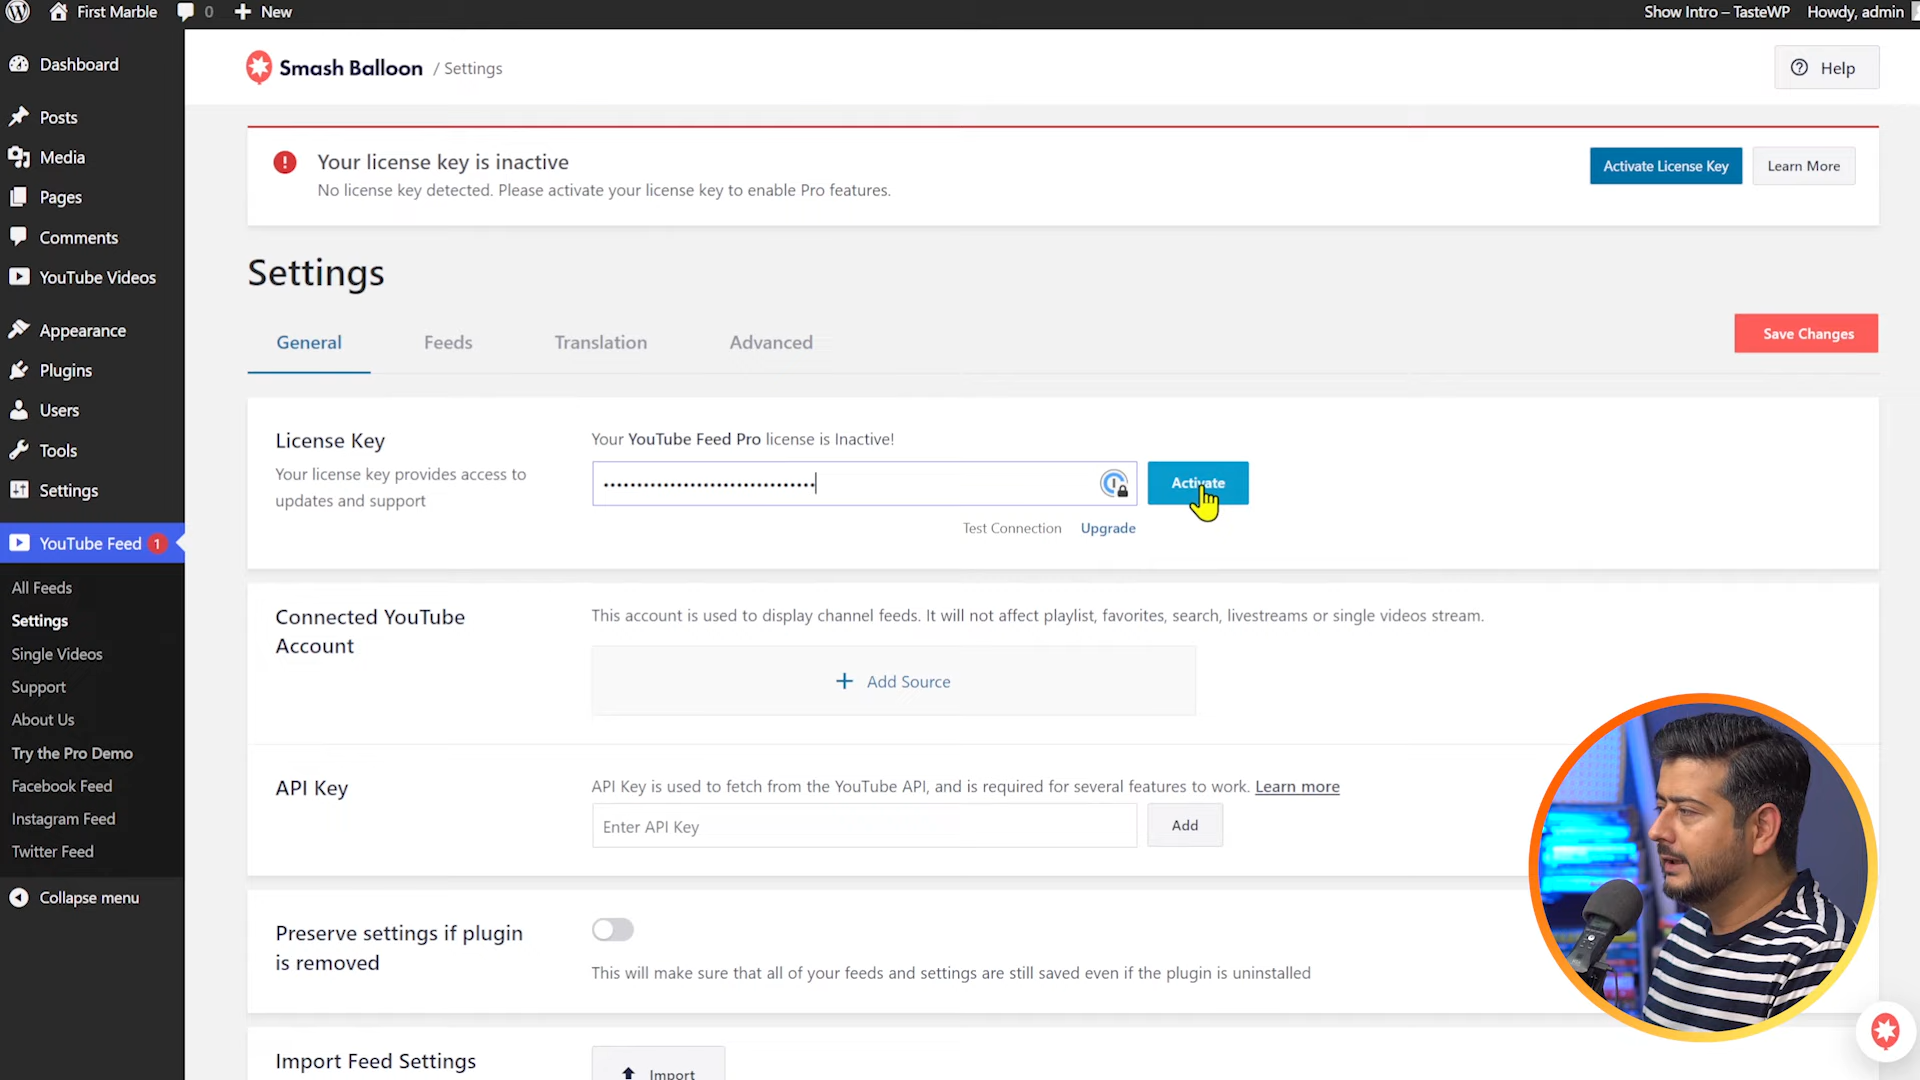 First Marble
0
New
Show Intro – TasteWP
Howdy, admin
Dashboard
Posts
Media
Pages
Comments
YouTube Videos
Appearance
Plugins
Users
Tools
Settings
YouTube Feed 1
All Feeds
Settings
Single Videos
Support
About Us
Try the Pro Demo
Facebook Feed
Instagram Feed
Twitter Feed
Collapse menu
Smash Balloon / Settings
Help
Your license key is inactive
No license key detected. Please activate your license key to enable Pro features.
Activate License Key
Learn More
Settings
General
Feeds
Translation
Advanced
Save Changes
License Key
Your license key provides access to
updates and support
Your YouTube Feed Pro license is Inactive!
Activate
Test Connection
Upgrade
Connected YouTube
Account
This account is used to display channel feeds. It will not affect playlist, favorites, search, livestreams or single videos stream.
Add Source
API Key
API Key is used to fetch from the YouTube API, and is required for several features to work. Learn more
Enter API Key
Add
Preserve settings if plugin
is removed
This will make sure that all of your feeds and settings are still saved even if the plugin is uninstalled
Import Feed Settings
Import